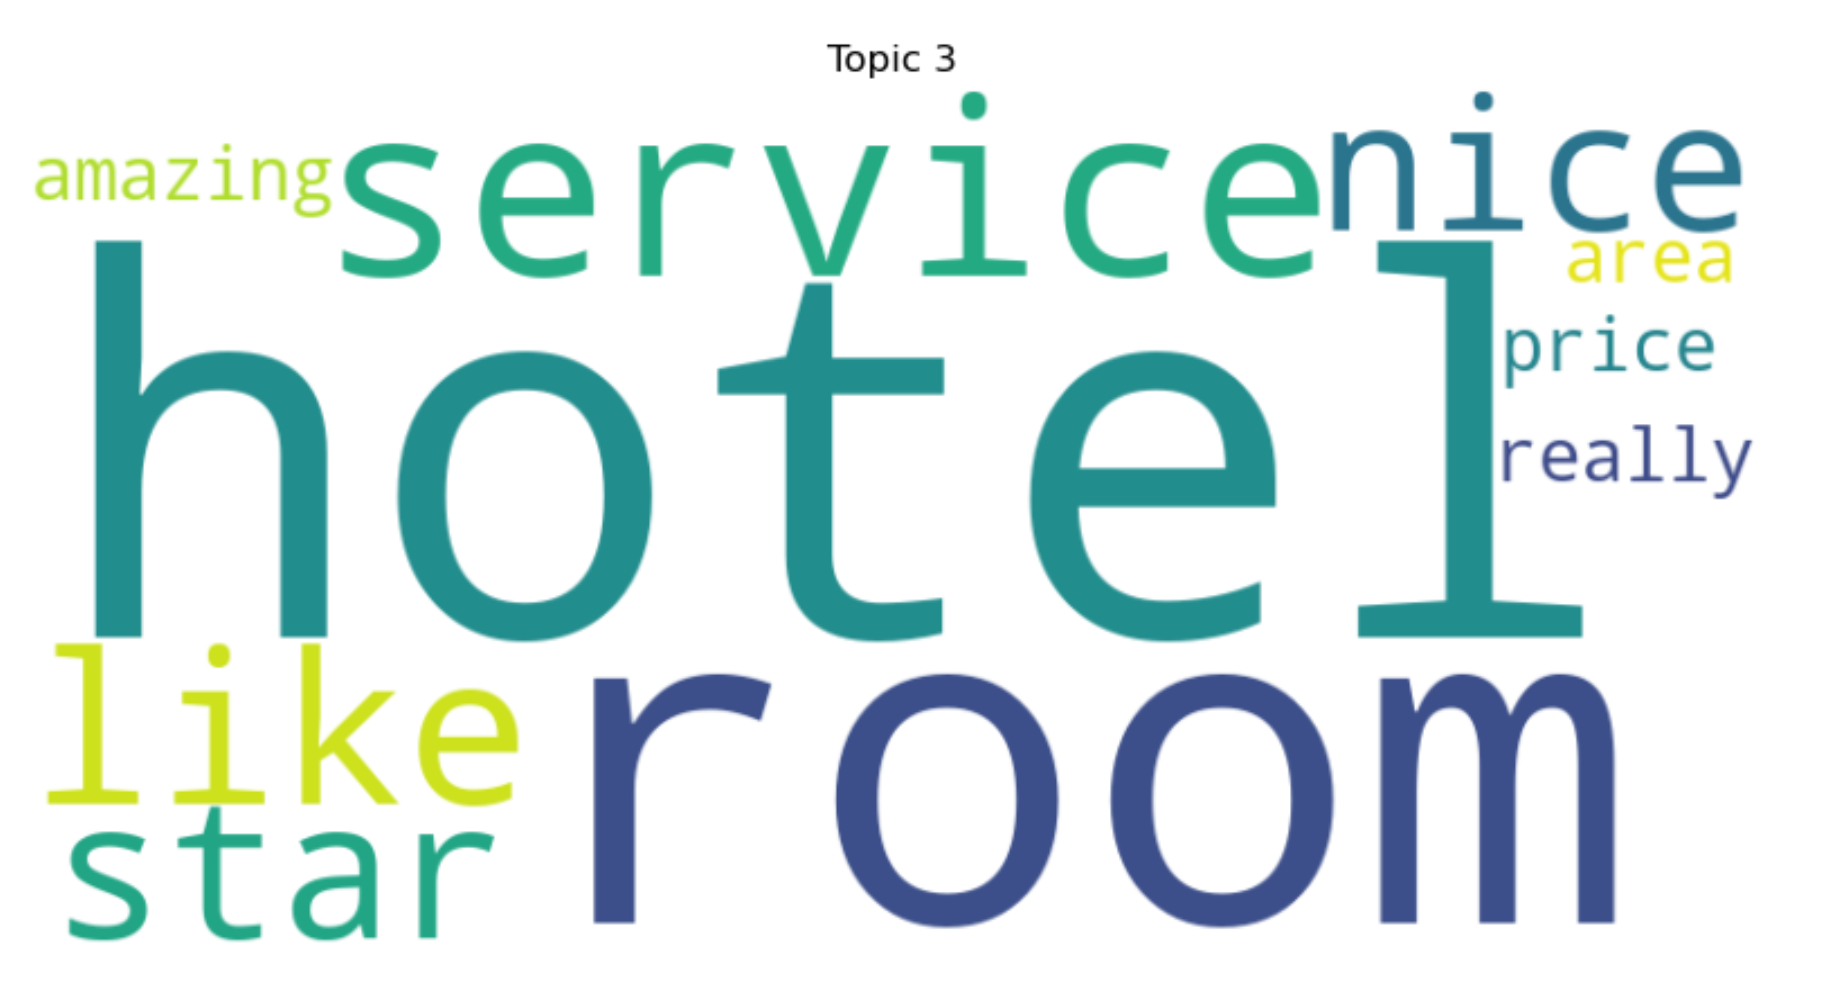 Topic 3
amazing service nice
area
hotel price
really
like room
star